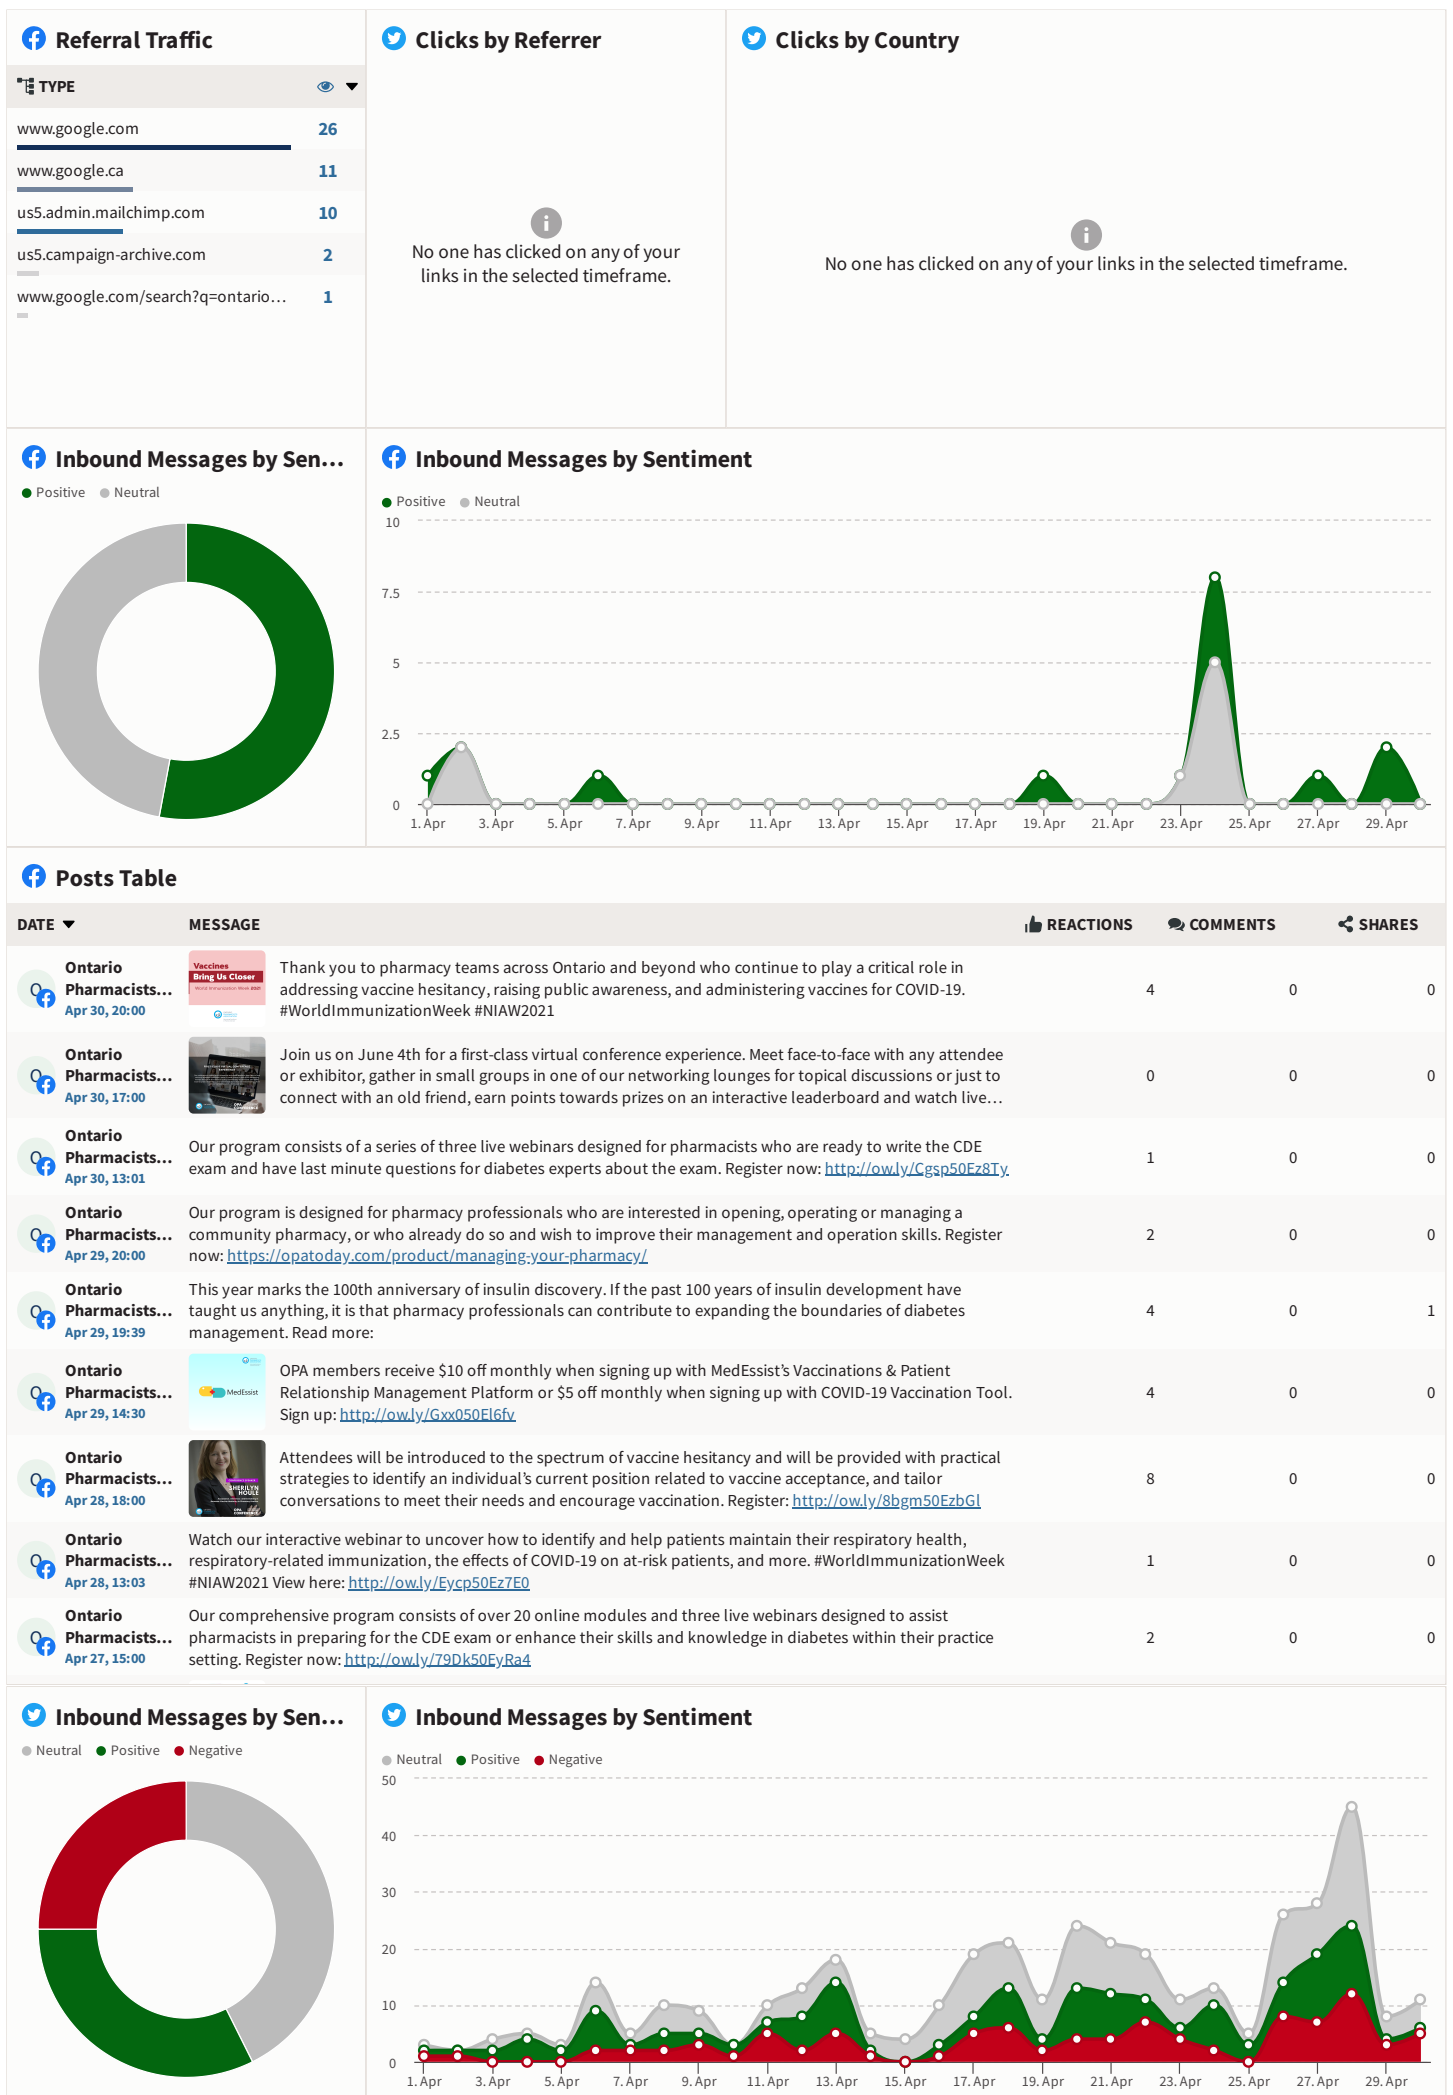 Referral Traffic
TYPE
www.google.com 26
www.google.ca 11
us5.admin.mailchimp.com 10
us5.campaign-archive.com 2
www.google.com/search?q=ontario… 1
Clicks by Referrer
No one has clicked on any of your
links in the selected timeframe.
Clicks by Country
No one has clicked on any of your links in the selected timeframe.
Inbound Messages by Sen…
Positive Neutral
Inbound Messages by Sentiment
Positive Neutral
10
7.5
5
2.5
0
1. Apr 3. Apr 5. Apr 7. Apr 9. Apr 11. Apr 13. Apr 15. Apr 17. Apr 19. Apr 21. Apr 23. Apr 25. Apr 27. Apr 29. Apr
Posts Table
DATE MESSAGE REACTIONS COMMENTS SHARES
Ontario
Pharmacists…
Apr 30, 20:00
Vaccines
Bring Us Closer
World Immunization Week 2021
Thank you to pharmacy teams across Ontario and beyond who continue to play a critical role in
addressing vaccine hesitancy, raising public awareness, and administering vaccines for COVID-19.
#WorldImmunizationWeek #NIAW2021
4 0 0
Ontario
Pharmacists…
Apr 30, 17:00
Join us on June 4th for a first-class virtual conference experience. Meet face-to-face with any attendee
or exhibitor, gather in small groups in one of our networking lounges for topical discussions or just to
connect with an old friend, earn points towards prizes on an interactive leaderboard and watch live…
0 0 0
Ontario
Pharmacists…
Apr 30, 13:01
Our program consists of a series of three live webinars designed for pharmacists who are ready to write the CDE
exam and have last minute questions for diabetes experts about the exam. Register now: http://ow.ly/Cgsp50Ez8Ty
1 0 0
Ontario
Pharmacists…
Apr 29, 20:00
Our program is designed for pharmacy professionals who are interested in opening, operating or managing a
community pharmacy, or who already do so and wish to improve their management and operation skills. Register
now: https://opatoday.com/product/managing-your-pharmacy/
2 0 0
Ontario
Pharmacists…
Apr 29, 19:39
This year marks the 100th anniversary of insulin discovery. If the past 100 years of insulin development have
taught us anything, it is that pharmacy professionals can contribute to expanding the boundaries of diabetes
management. Read more:
4 0 1
Ontario
Pharmacists…
Apr 29, 14:30
MedEssist
OPA members receive $10 off monthly when signing up with MedEssist’s Vaccinations & Patient
Relationship Management Platform or $5 off monthly when signing up with COVID-19 Vaccination Tool.
Sign up: http://ow.ly/Gxx050El6fv
4 0 0
Ontario
Pharmacists…
Apr 28, 18:00
SHERILYN
HOULE
Attendees will be introduced to the spectrum of vaccine hesitancy and will be provided with practical
strategies to identify an individual’s current position related to vaccine acceptance, and tailor
conversations to meet their needs and encourage vaccination. Register: http://ow.ly/8bgm50EzbGl
8 0 0
Ontario
Pharmacists…
Apr 28, 13:03
Watch our interactive webinar to uncover how to identify and help patients maintain their respiratory health,
respiratory-related immunization, the effects of COVID-19 on at-risk patients, and more. #WorldImmunizationWeek
#NIAW2021 View here: http://ow.ly/Eycp50Ez7E0
1 0 0
Ontario
Pharmacists…
Apr 27, 15:00
Our comprehensive program consists of over 20 online modules and three live webinars designed to assist
pharmacists in preparing for the CDE exam or enhance their skills and knowledge in diabetes within their practice
setting. Register now: http://ow.ly/79Dk50EyRa4
2 0 0
Inbound Messages by Sen…
Neutral Positive Negative
Inbound Messages by Sentiment
Neutral Positive Negative
50
40
30
20
10
0
1. Apr 3. Apr 5. Apr 7. Apr 9. Apr 11. Apr 13. Apr 15. Apr 17. Apr 19. Apr 21. Apr 23. Apr 25. Apr 27. Apr 29. Apr